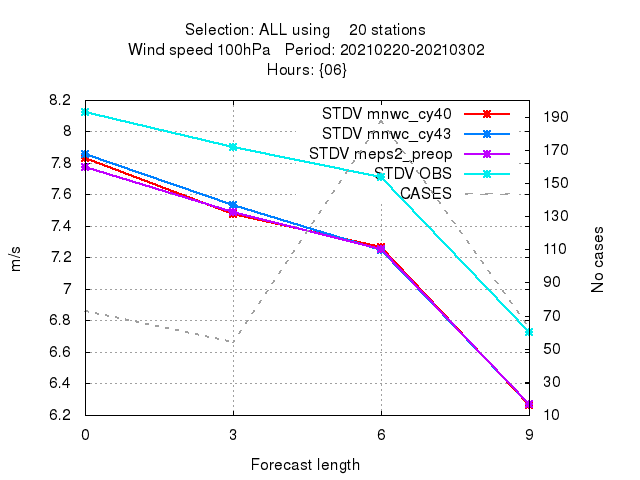 Selection: ALL using    20 stations
Wind speed 100hPa   Period: 20210220-20210302
Hours: {06}
STDV mnwc_cy40
STDV mnwc_cy43
STDV meps2_preop
STDV OBS
CASES
8.2
8
7.8
7.6
7.4
7.2
7
6.8
6.6
6.4
6.2
m/s
190
170
150
130
110
90
70
50
30
10
No cases
0 3 6 9
Forecast length